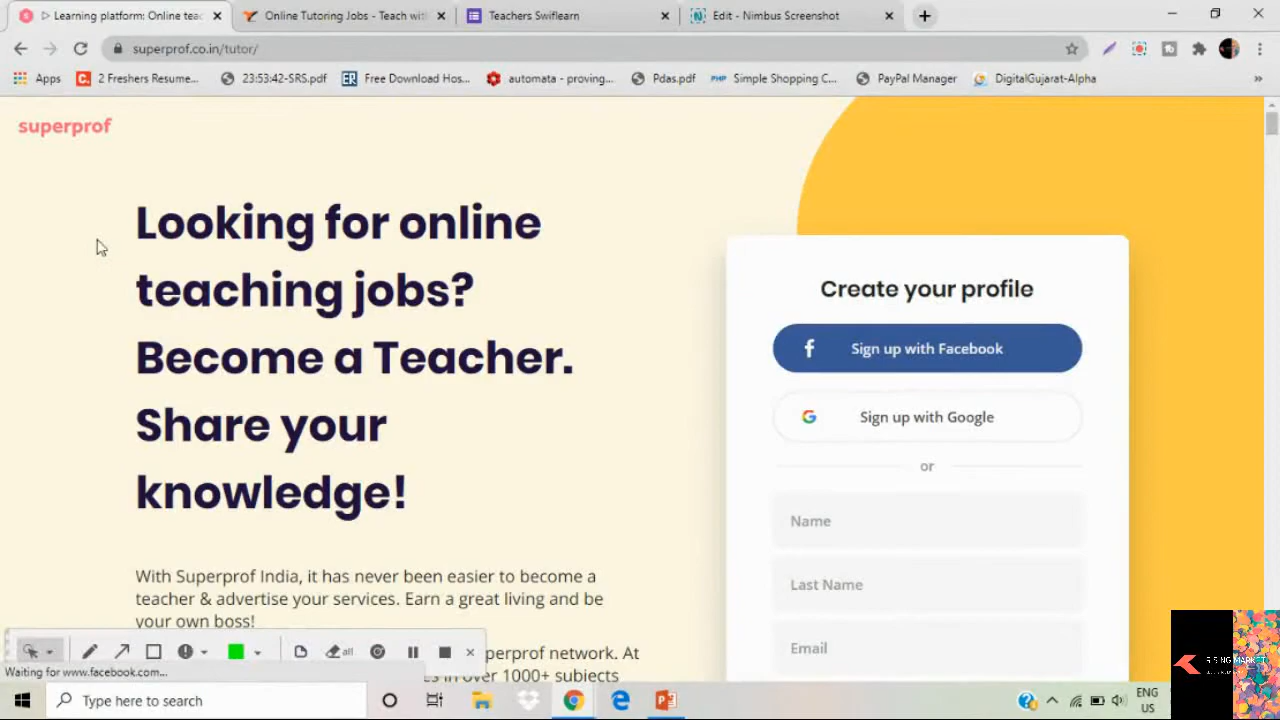 Learning platform: Online teac
Online Tutoring Jobs - Teach with
Teachers Swiflearn
Edit - Nimbus Screenshot
superprof.co.in/tutor/
Apps
2 Freshers Resume...
23:53:42-SRS.pdf
Free Download Hos...
automata - proving...
Pdas.pdf
PHP
Simple Shopping C...
PayPal Manager
DigitalGujarat-Alpha
superprof
Looking for online
teaching jobs?
Become a Teacher.
Share your
knowledge!
With Superprof India, it has never been easier to become a
teacher & advertise your services. Earn a great living and be
your own boss!
perprof network. At
in over 1000+ subjects
Create your profile
Sign up with Facebook
Sign up with Google
or
Name
Last Name
Email
all
Waiting for www.facebook.com...
Type here to search
ENG
US